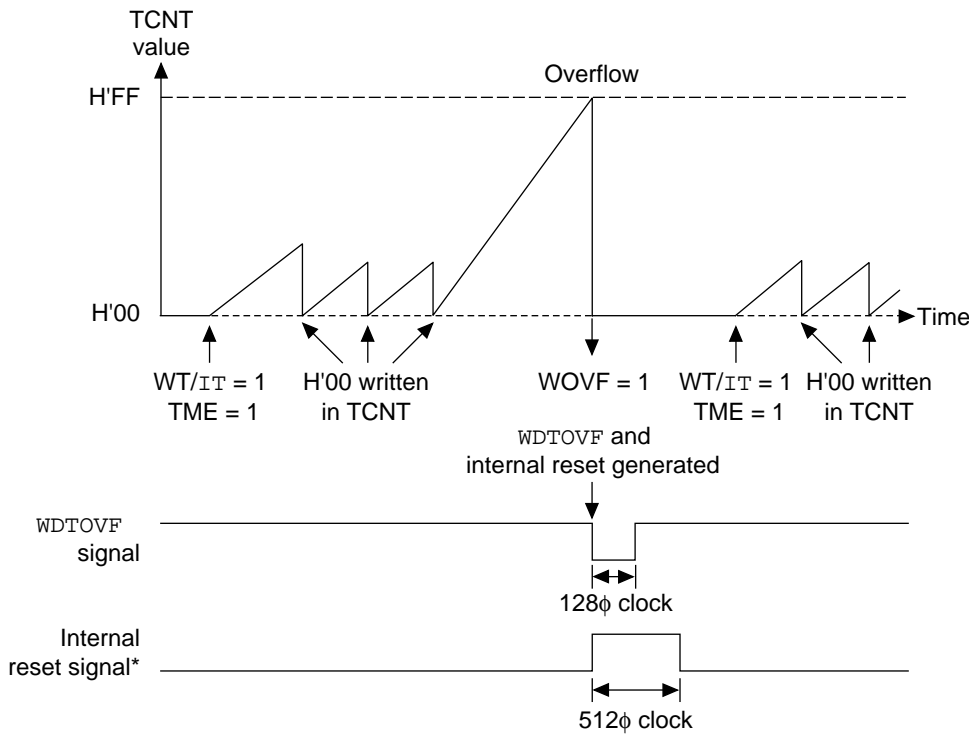 TCNT
value
Overflow
H'FF
H'00
Time
WT/IT = 1
TME = 1
H'00 written
in TCNT
WOVF = 1
WT/IT = 1
TME = 1
H'00 written
in TCNT
WDTOVF and
internal reset generated
WDTOVF
signal
128ϕ clock
Internal
reset signal*
512ϕ clock